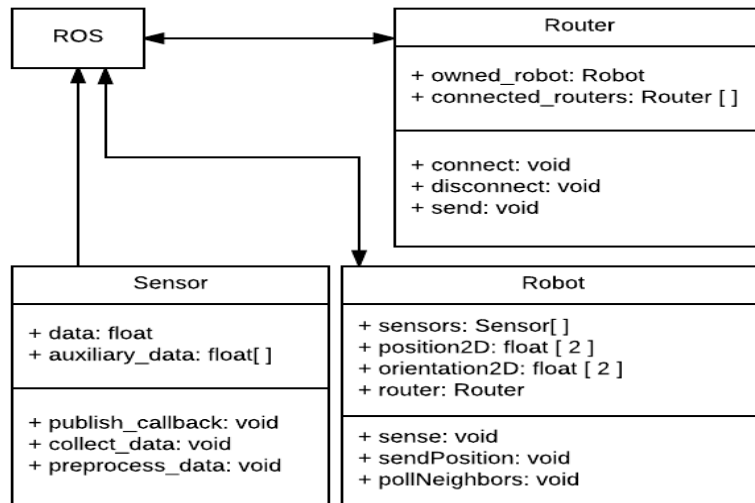 ROS
Router
+ owned_robot: Robot
+ connected_routers: Router [ ]
+ connect: void
+ disconnect: void
+ send: void
Sensor
+ data: float
+ auxiliary_data: float[ ]
+ publish_callback: void
+ collect_data: void
+ preprocess_data: void
Robot
+ sensors: Sensor[ ]
+ position2D: float [ 2 ]
+ orientation2D: float [ 2 ]
+ router: Router
+ sense: void
+ sendPosition: void
+ pollNeighbors: void